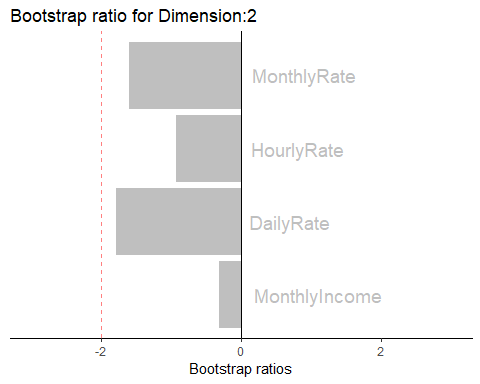 Bootstrap ratio for Dimension:2
MonthlyRate
HourlyRate
DailyRate
MonthlyIncome
-2 0 2
Bootstrap ratios